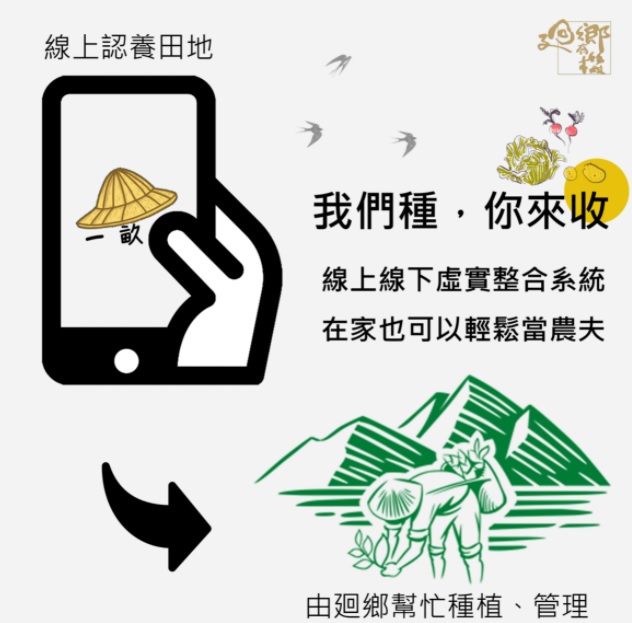 線上認養田地
廻鄉有機
一畝
我們種，你來收
線上線下虛實整合系統
在家也可以輕鬆當農夫
由廻鄉幫忙種植、管理